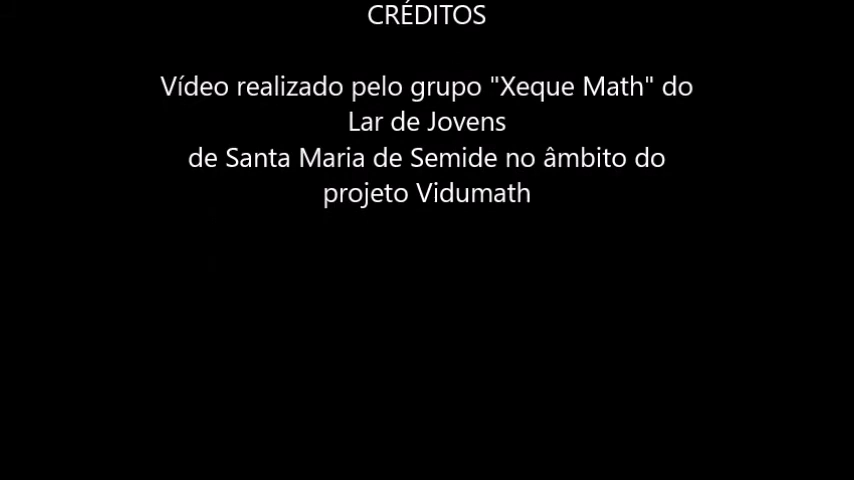 CRÉDITOS
Vídeo realizado pelo grupo "Xeque Math" do
Lar de Jovens
de Santa Maria de Semide no âmbito do
projeto Vidumath